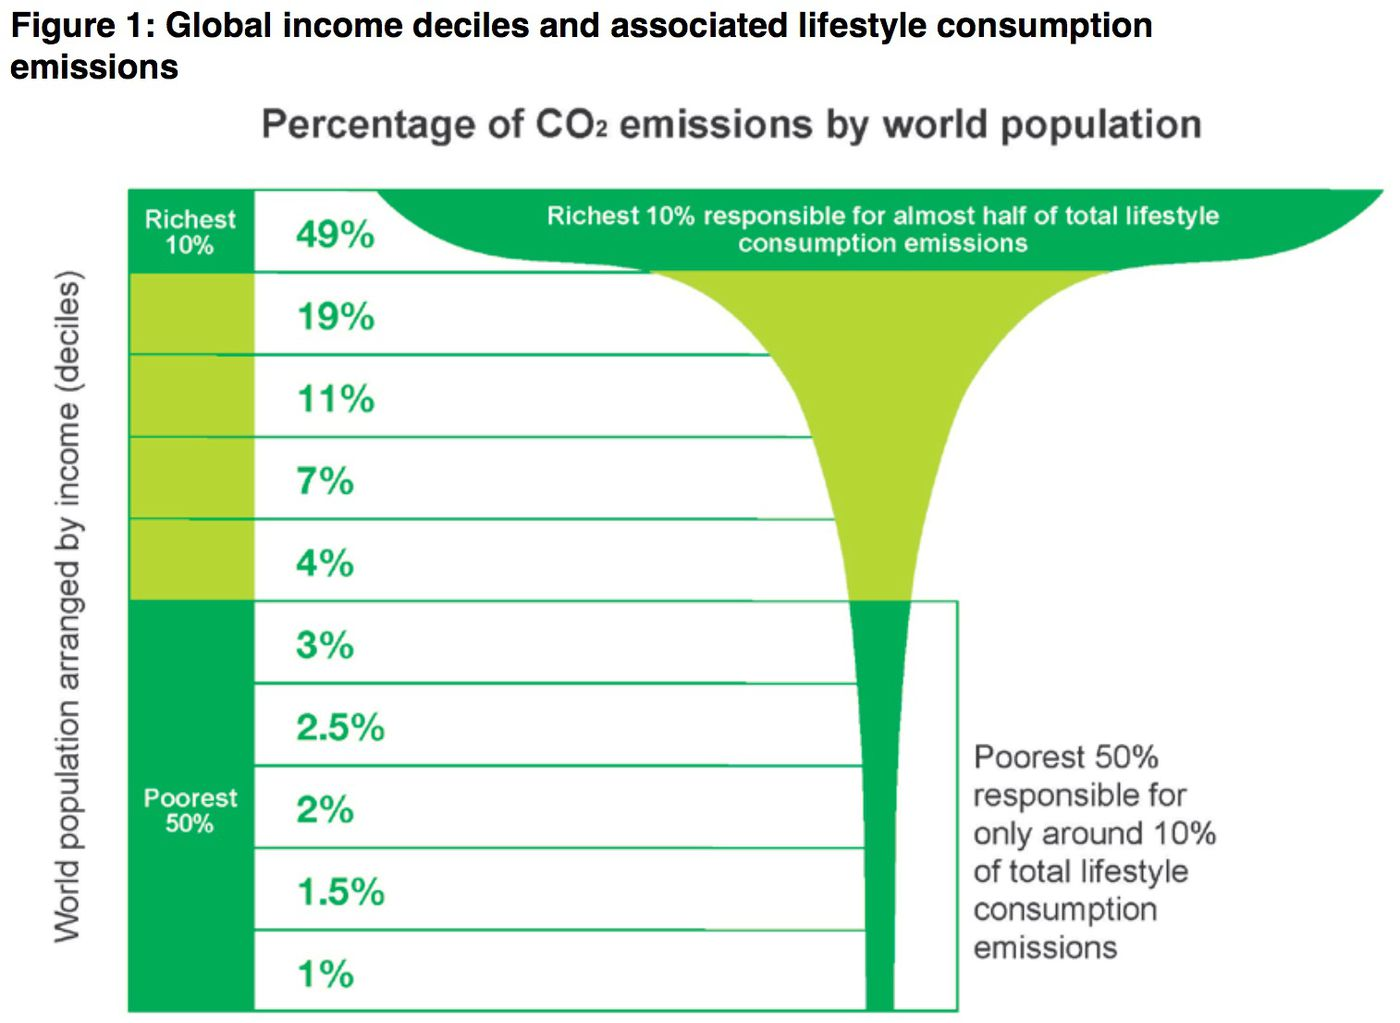 Figure 1: Global income deciles and associated lifestyle consumption
emissions
Percentage of CO₂ emissions by world population
World population arranged by income (deciles)
Richest
10%
49%
Richest 10% responsible for almost half of total lifestyle
consumption emissions
19%
11%
7%
4%
3%
2.5%
2%
1.5%
1%
Poorest
50%
Poorest 50%
responsible for
only around 10%
of total lifestyle
consumption
emissions